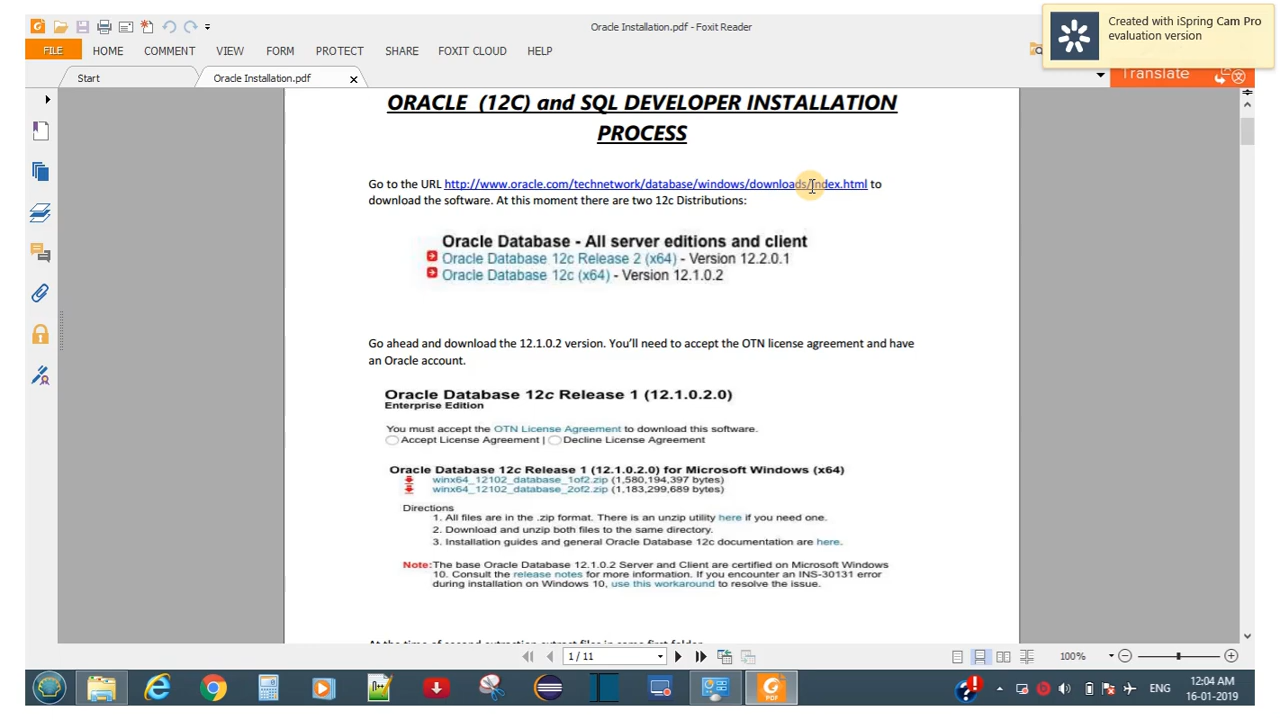 Oracle Installation.pdf - Foxit Reader
Created with iSpring Cam Pro
evaluation version
FILE HOME COMMENT VIEW FORM PROTECT SHARE FOXIT CLOUD HELP
Start Oracle Installation.pdf
Translate
ORACLE (12C) and SQL DEVELOPER INSTALLATION
PROCESS
Go to the URL http://www.oracle.com/technetwork/database/windows/downloads/index.html to
download the software. At this moment there are two 12c Distributions:
Oracle Database - All server editions and client
Oracle Database 12c Release 2 (x64) - Version 12.2.0.1
Oracle Database 12c (x64) - Version 12.1.0.2
Go ahead and download the 12.1.0.2 version. You'll need to accept the OTN license agreement and have
an Oracle account.
Oracle Database 12c Release 1 (12.1.0.2.0)
Enterprise Edition
You must accept the OTN License Agreement to download this software.
Accept License Agreement | Decline License Agreement
Oracle Database 12c Release 1 (12.1.0.2.0) for Microsoft Windows (x64)
winx64_12102_database_1of2.zip (1,580,194,397 bytes)
winx64_12102_database_2of2.zip (1,183,299,689 bytes)
Directions
1. All files are in the .zip format. There is an unzip utility here if you need one.
2. Download and unzip both files to the same directory.
3. Installation guides and general Oracle Database 12c documentation are here.
Note: The base Oracle Database 12.1.0.2 Server and Client are certified on Microsoft Windows
10. Consult the release notes for more information. If you encounter an INS-30131 error
during installation on Windows 10, use this workaround to resolve the issue.
At the time of second extraction extract files in same first folder
1 / 11
100%
ENG
12:04 AM
16-01-2019